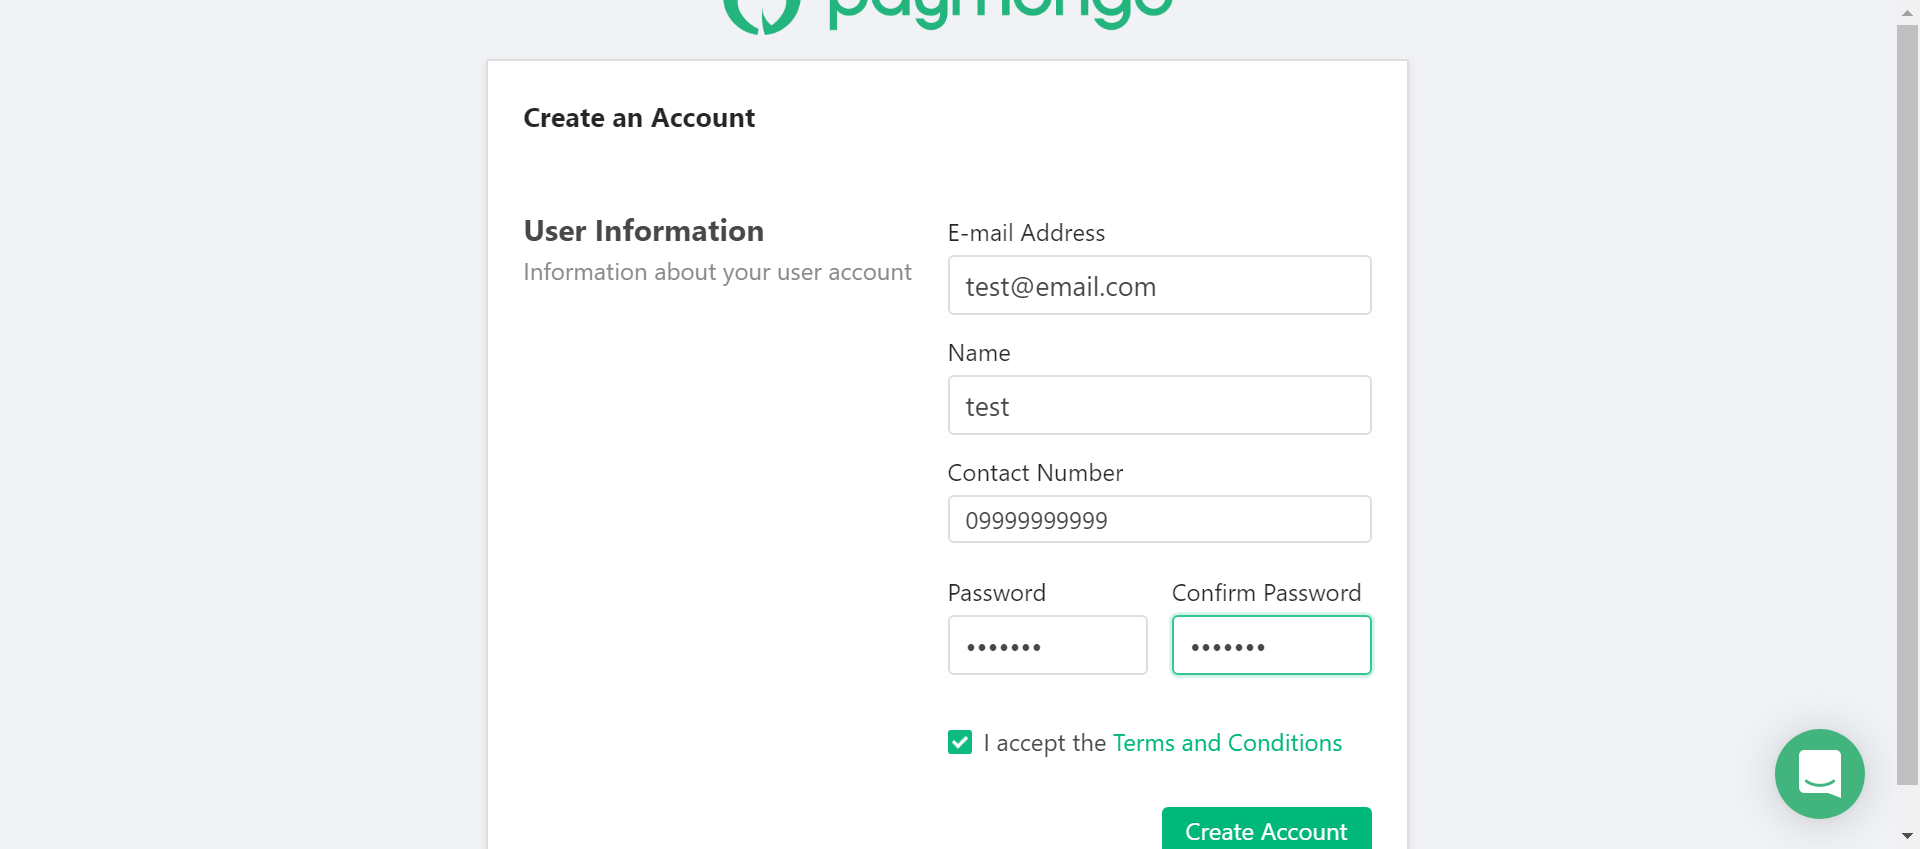 paymongo
Create an Account
User Information
Information about your user account
E-mail Address
test@email.com
Name
test
Contact Number
09999999999
Password Confirm Password
••••••• •••••••
I accept the Terms and Conditions
Create Account